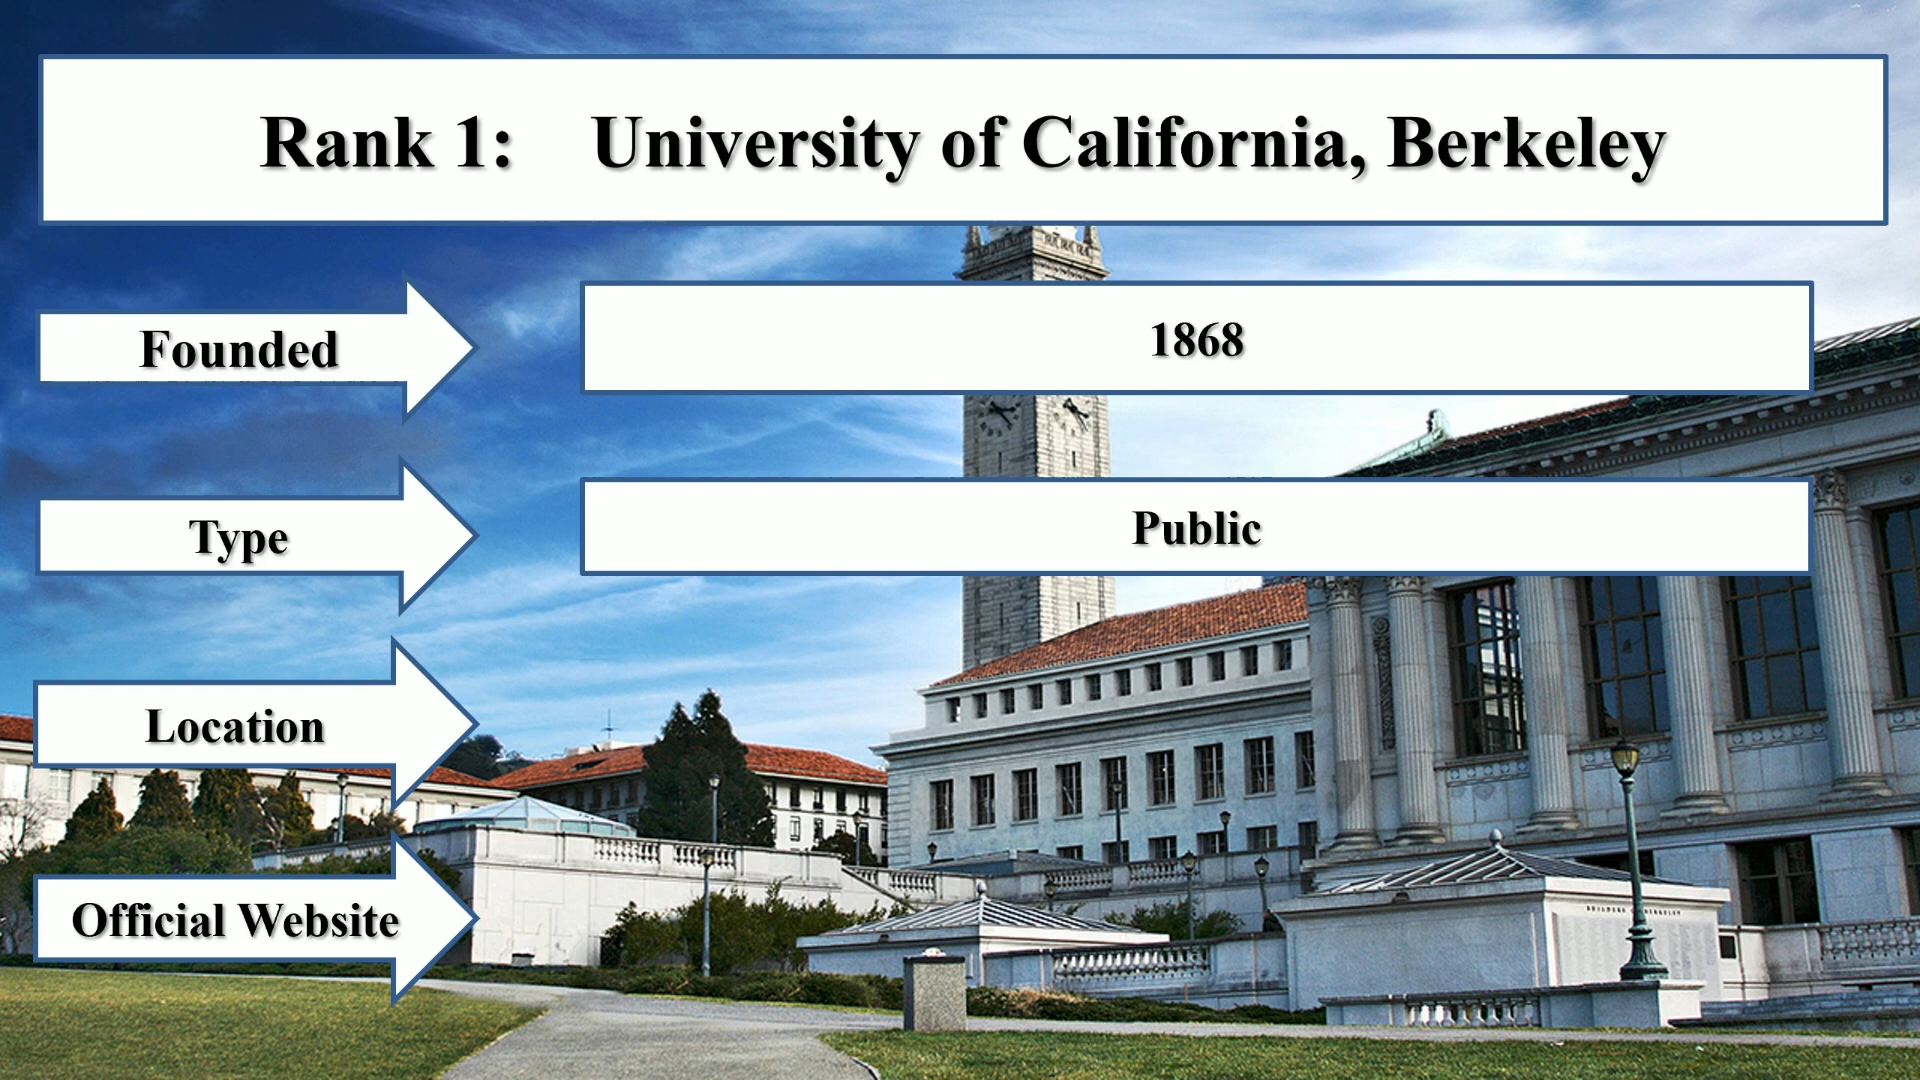 Rank 1: University of California, Berkeley
Founded
1868
Type
Public
Location
Official Website